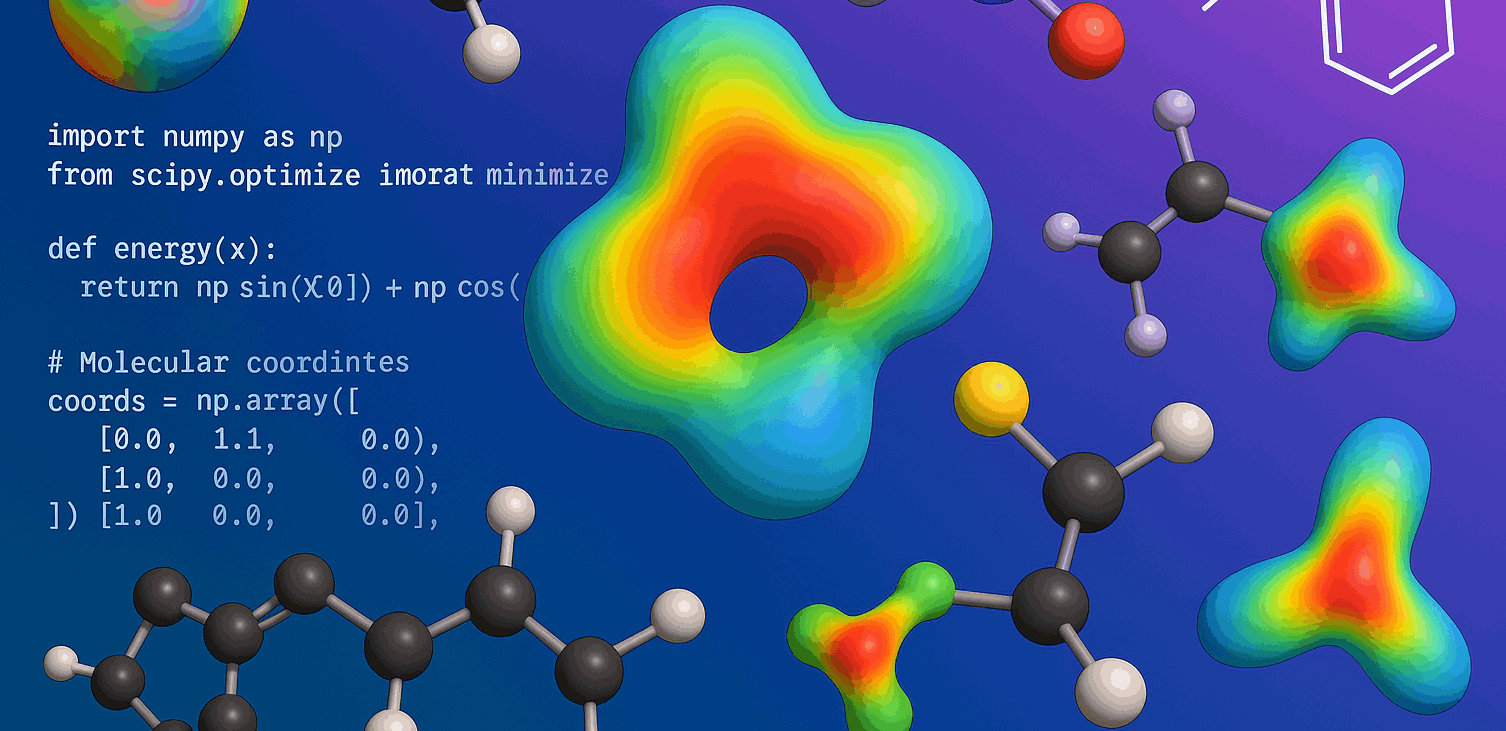 import numpy as np
from scipy.optimize imorat minimize
def energy(x):
return np sin(X[0]) + np cos(
# Molecular coordintes
coords = np.array([
[0.0, 1.1, 0.0),
[1.0, 0.0, 0.0),
]) [1.0 0.0, 0.0],